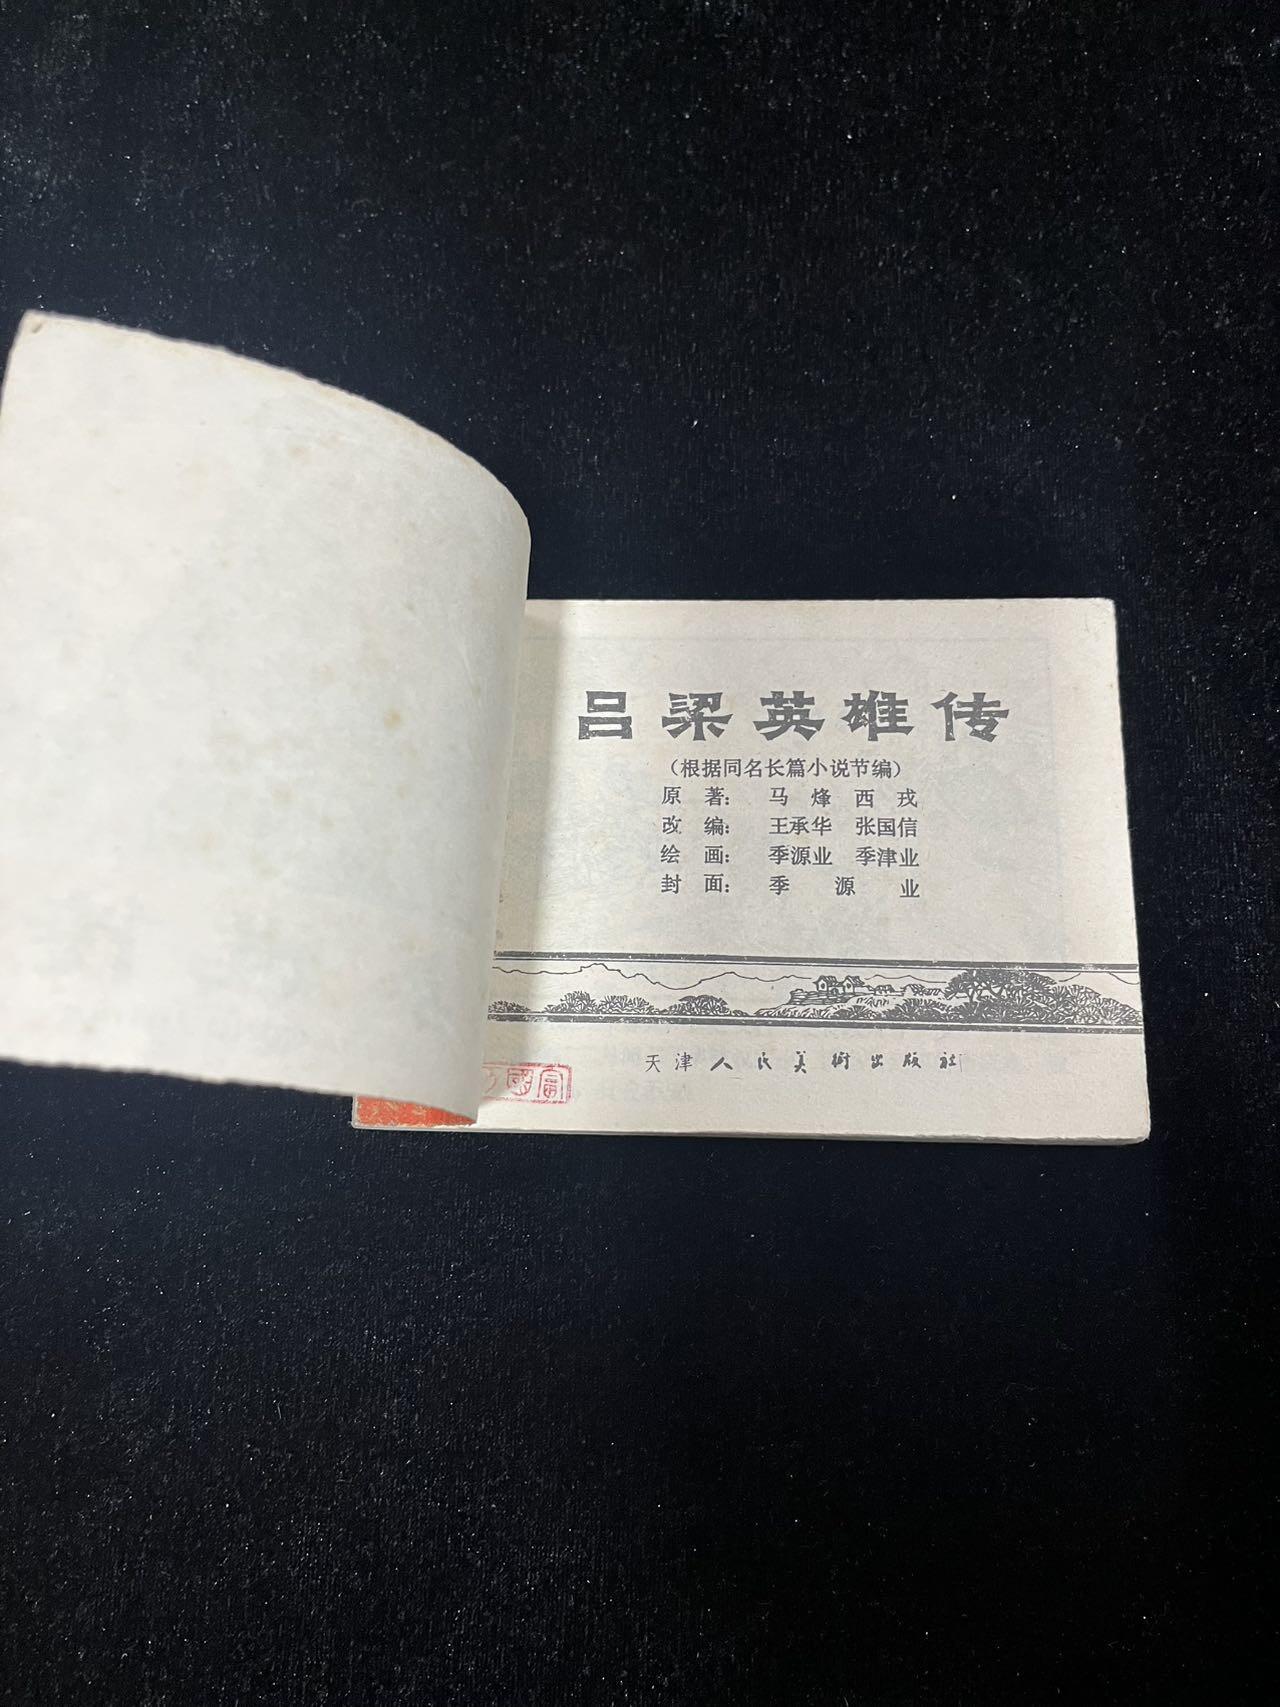 吕梁英雄传
（根据同名长篇小说节编）
原 著： 马 烽 西 戎
改 编： 王承华 张国信
绘 画： 季源业 季津业
封 面： 季 源 业
天津人民美術出版社
國富